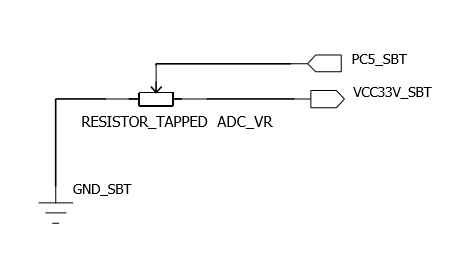 PC5_SBT
VCC33V_SBT
RESISTOR_TAPPED ADC_VR
GND_SBT